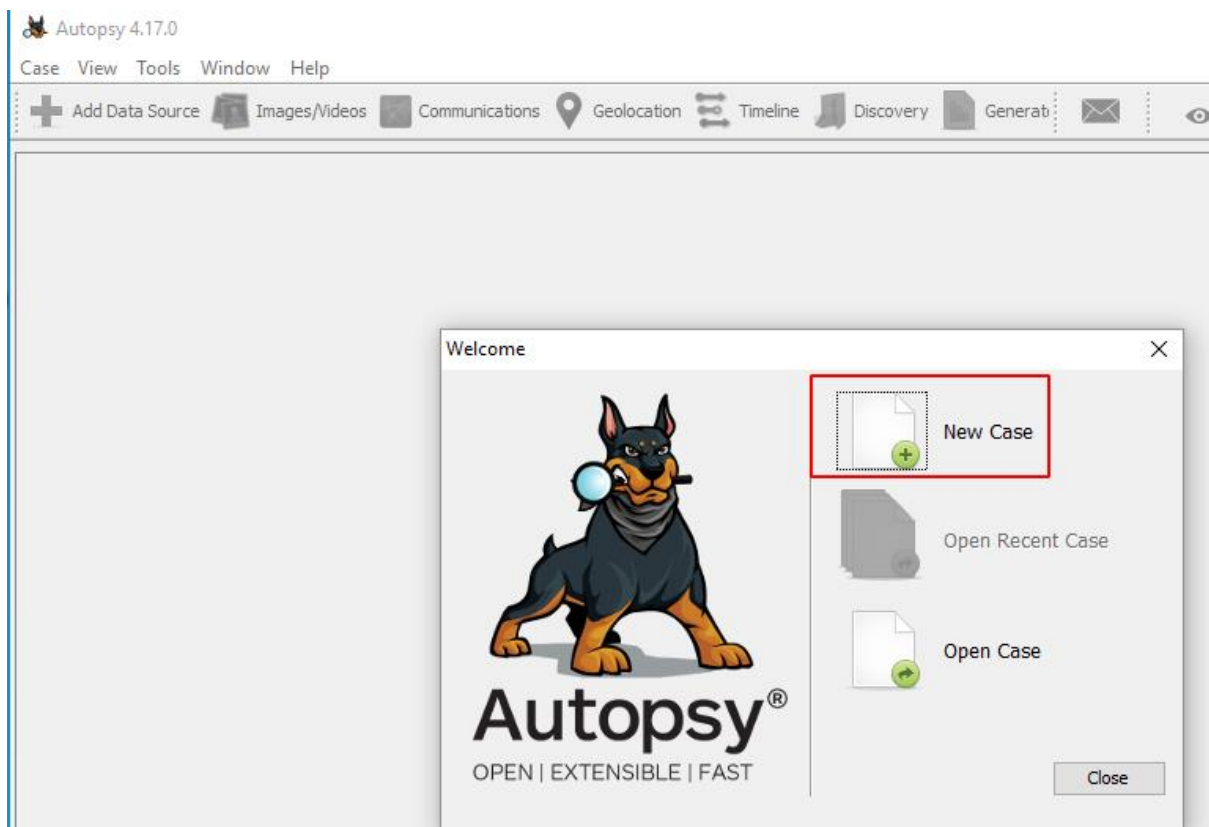 Autopsy 4.17.0
Case View Tools Window Help
Add Data Source Images/Videos Communications Geolocation Timeline Discovery Generat
Welcome
New Case
Open Recent Case
Open Case
Autopsy®
OPEN | EXTENSIBLE | FAST
Close